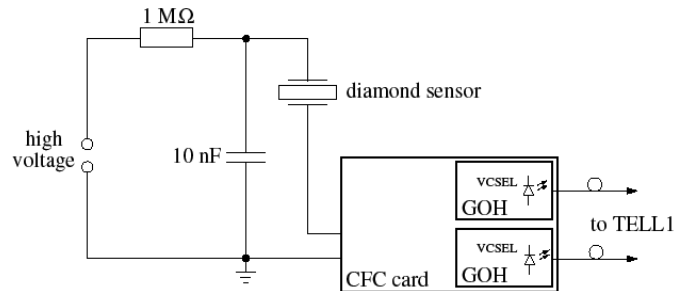 1 MΩ
diamond sensor
high
voltage
10 nF
VCSEL
GOH
to TELL1
VCSEL
GOH
CFC card